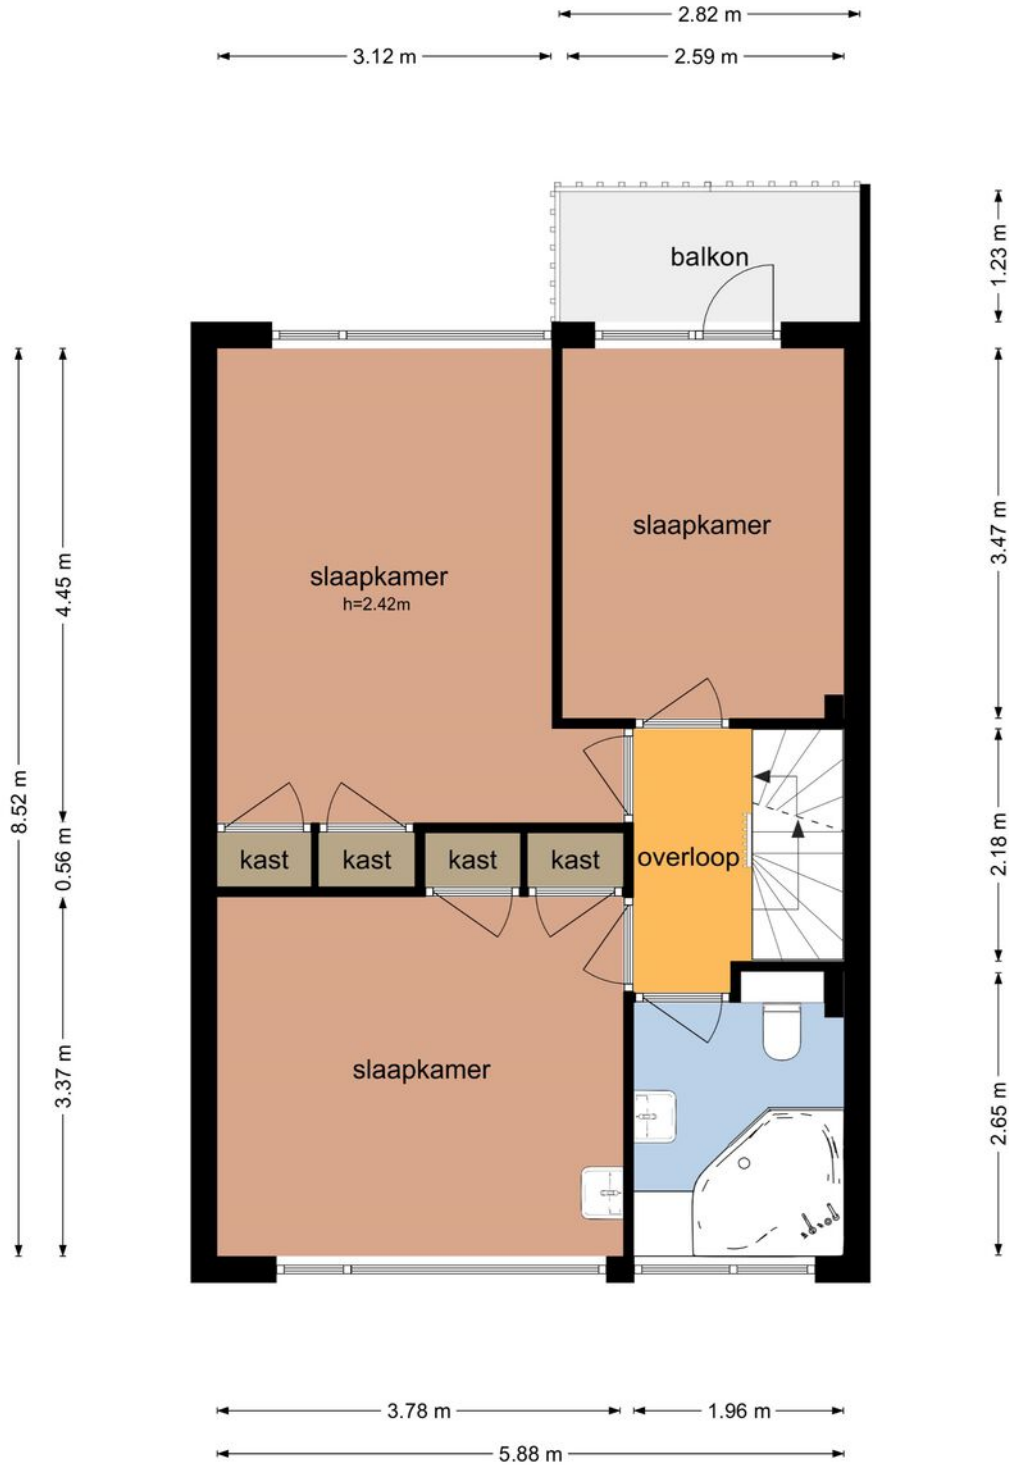 2.82 m
3.12 m
2.59 m
balkon
1.23 m
slaapkamer
3.47 m
slaapkamer
h=2.42m
4.45 m
8.52 m
0.56 m
kast
kast
kast
kast
overloop
2.18 m
slaapkamer
3.37 m
2.65 m
3.78 m
1.96 m
5.88 m